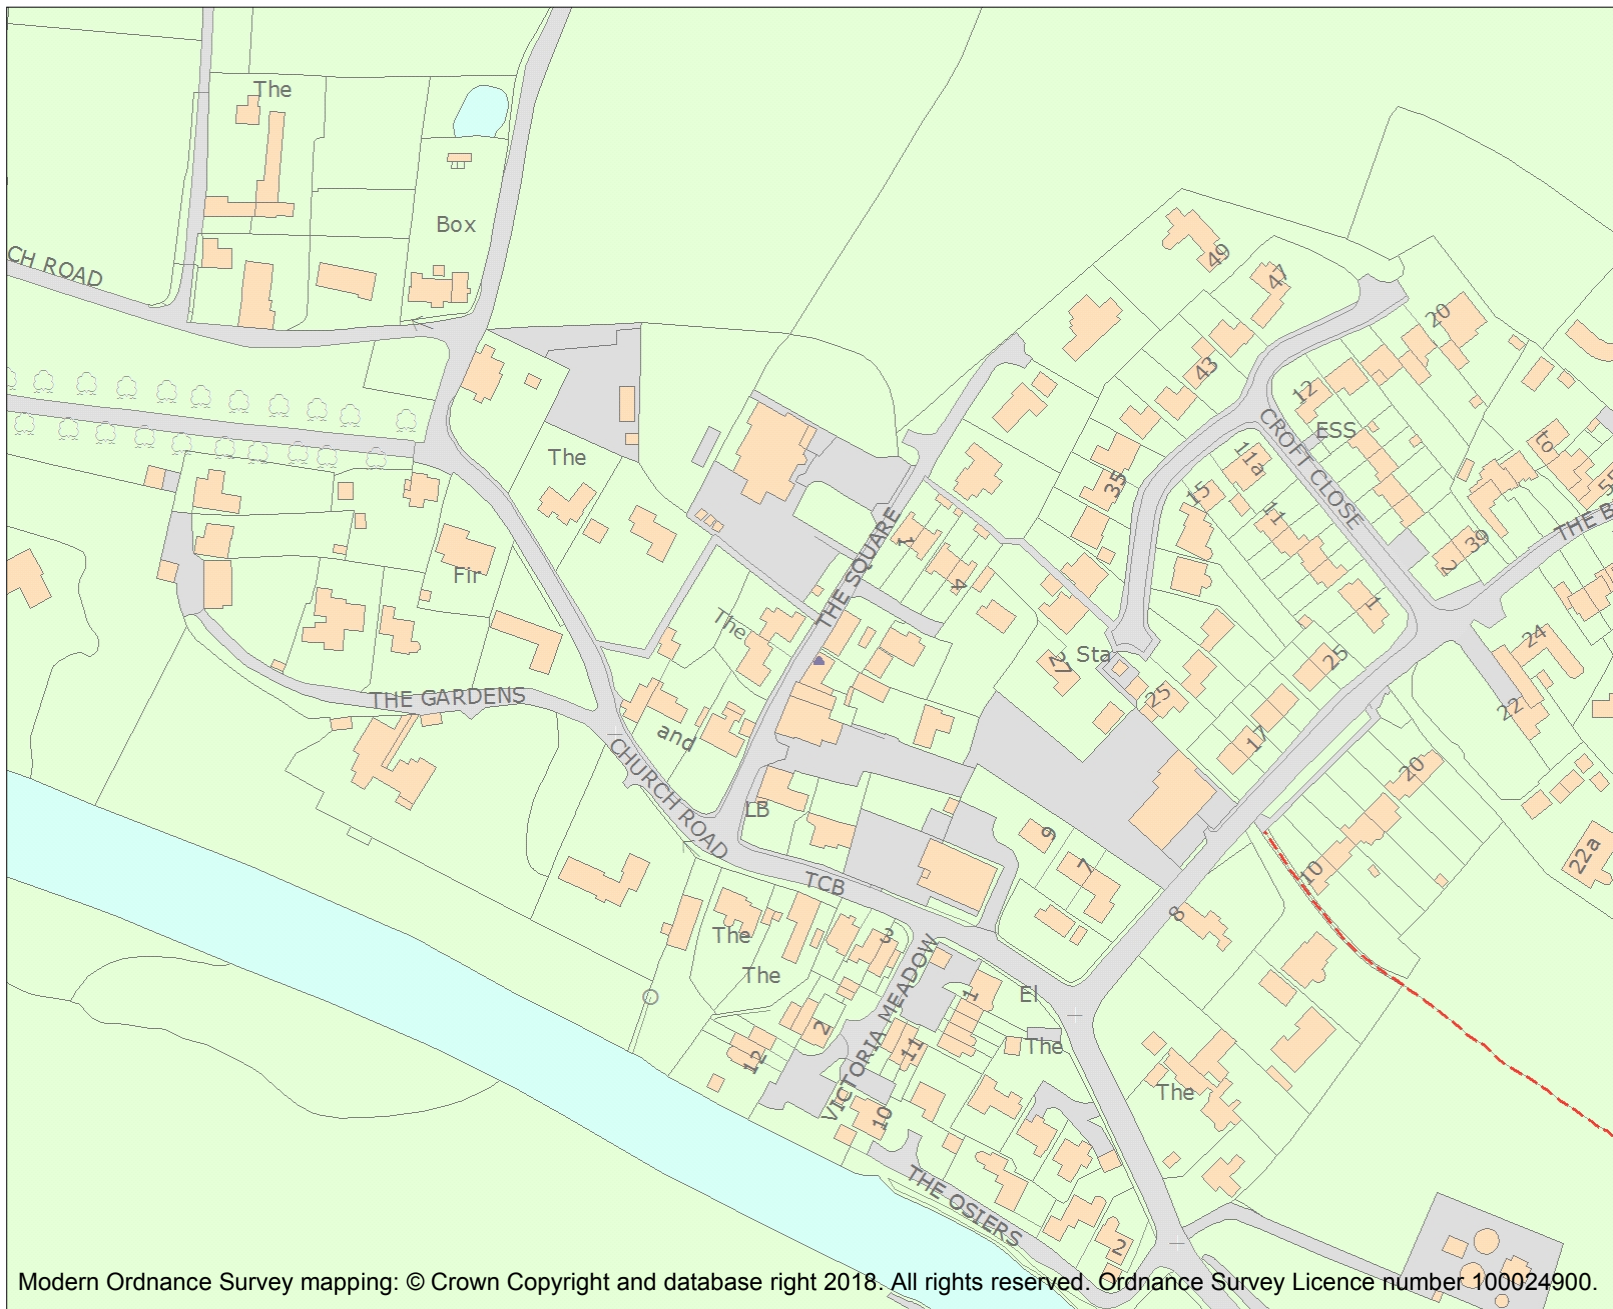 The
Box
CH ROAD
49
47
20
43
12
CROFT CLOSE
ESS
to
The
35
11a
15
11
THE SQUARE
1
4
39
2
THE B
Fir
The
1
24
27
Sta
25
25
22
THE GARDENS
and
17
CHURCH ROAD
20
LB
9
7
22a
TCB
10
8
The
3
The
VICTORIA MEADOW
1
El
2
12
11
The
The
10
THE OSIERS
2
Modern Ordnance Survey mapping: © Crown Copyright and database right 2018. All rights reserved. Ordnance Survey Licence number 100024900.